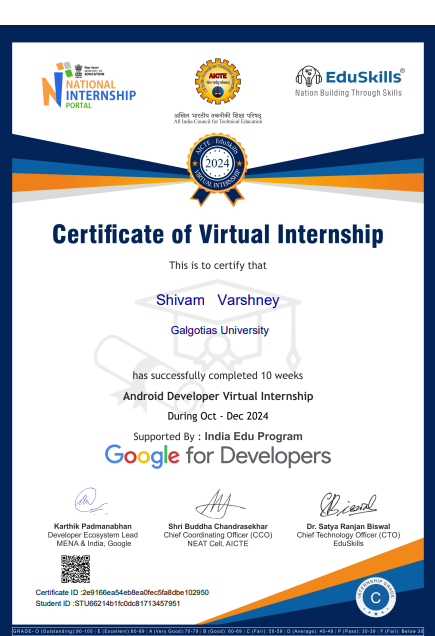 शिक्षा मंत्रालय
MINISTRY OF
EDUCATION
NATIONAL
INTERNSHIP
PORTAL
AICTE
अखिल भारतीय तकनीकी शिक्षा परिषद्
All India Council for Technical Education
EduSkills®
Nation Building Through Skills
AICTE - EduSkills
2024
VIRTUAL INTERNSHIP
Certificate of Virtual Internship
This is to certify that
Shivam Varshney
Galgotias University
has successfully completed 10 weeks
Android Developer Virtual Internship
During Oct - Dec 2024
Supported By : India Edu Program
Google for Developers
Karthik Padmanabhan
Developer Ecosystem Lead
MENA & India, Google
Shri Buddha Chandrasekhar
Chief Coordinating Officer (CCO)
NEAT Cell, AICTE
Dr. Satya Ranjan Biswal
Chief Technology Officer (CTO)
EduSkills
Certificate ID :2e9166ea54eb8ea0fec5fa8dbe102950
Student ID :STU66214b1fc0dc81713457951
INTERNSHIP GRADE
C
GRADE- O (Outstanding):90-100 | E (Excellent):80-89 | A (Very Good):70-79 | B (Good): 60-69 | C (Fair): 50-59 | D (Average): 40-49 | P (Pass): 30-39 | F (Fail): Below 30